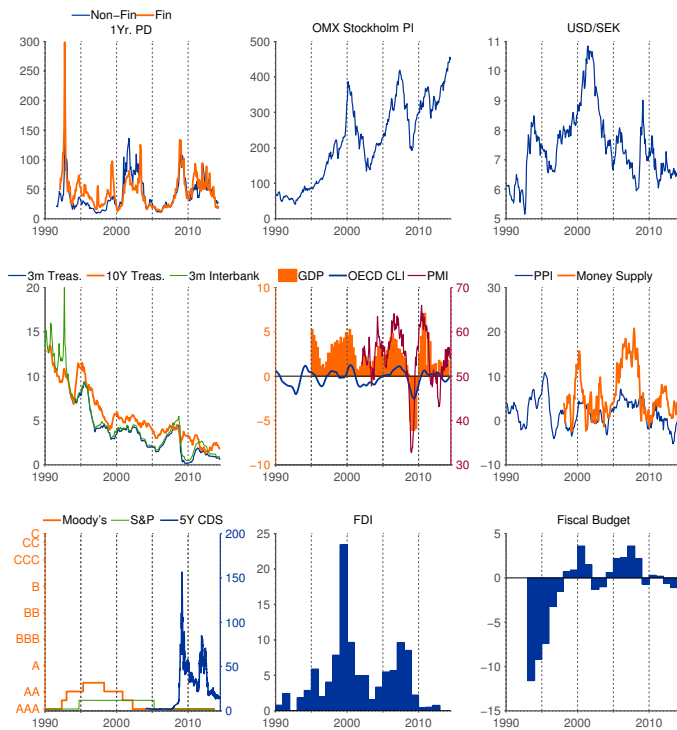 Non−Fin Fin
1Yr. PD
300
250
200
150
100
50
0
1990 2000 2010
OMX Stockholm PI
500
400
300
200
100
0
1990 2000 2010
USD/SEK
11
10
9
8
7
6
5
1990 2000 2010
3m Treas. 10Y Treas. 3m Interbank
20
15
10
5
0
1990 2000 2010
GDP OECD CLI PMI
10
5
0
−5
−10
70
60
50
40
30
1990 2000 2010
PPI Money Supply
30
20
10
0
−10
1990 2000 2010
Moody's S&P 5Y CDS
C
CC
CCC
B
BB
BBB
A
AA
AAA
200
150
100
50
0
1990 2000 2010
FDI
25
20
15
10
5
0
1990 2000 2010
Fiscal Budget
5
0
−5
−10
−15
1990 2000 2010